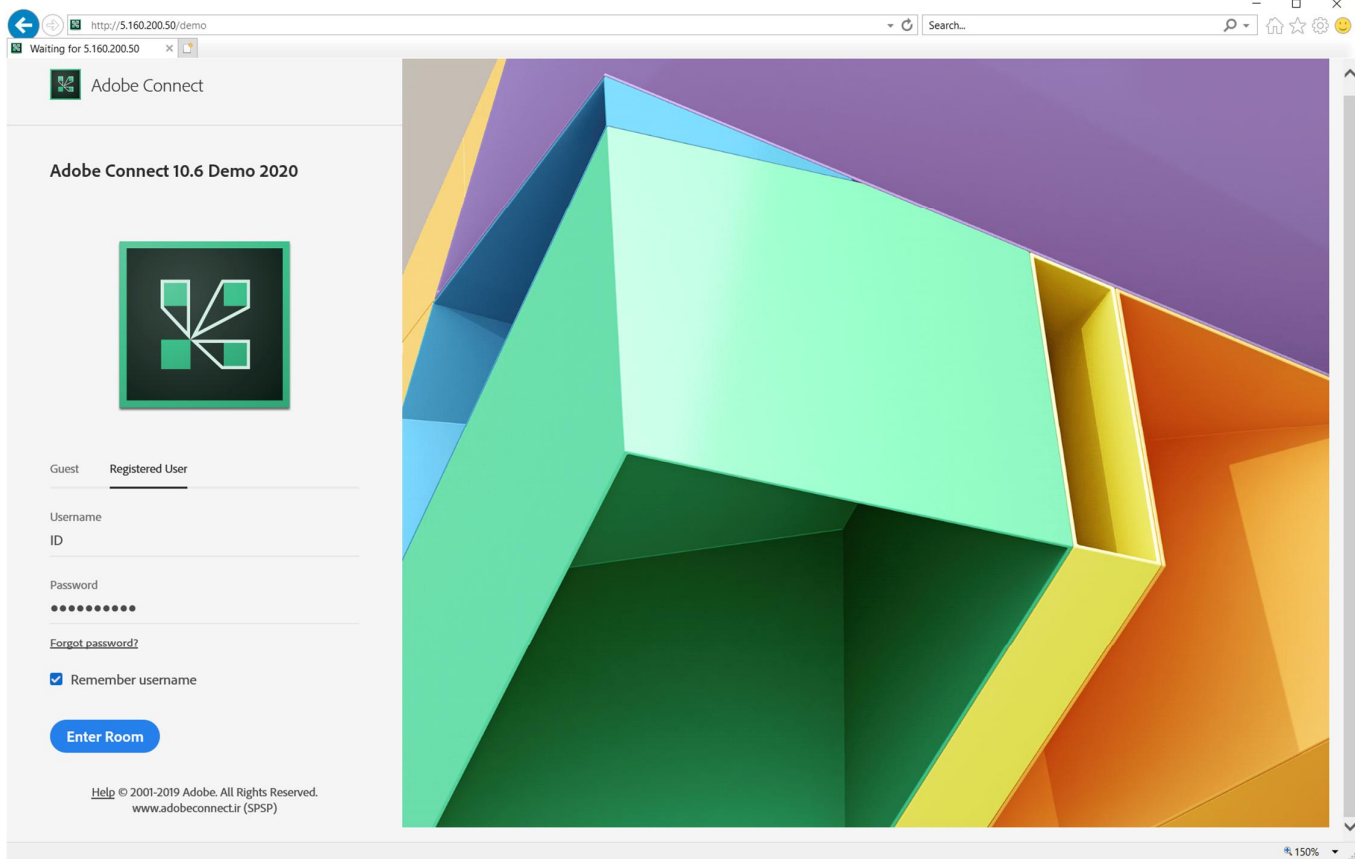 http://5.160.200.50/demo
Search...
Waiting for 5.160.200.50
Adobe Connect
Adobe Connect 10.6 Demo 2020
Guest Registered User
Username
ID
Password
Forgot password?
Remember username
Enter Room
Help © 2001-2019 Adobe. All Rights Reserved.
www.adobeconnect.ir (SPSP)
150%